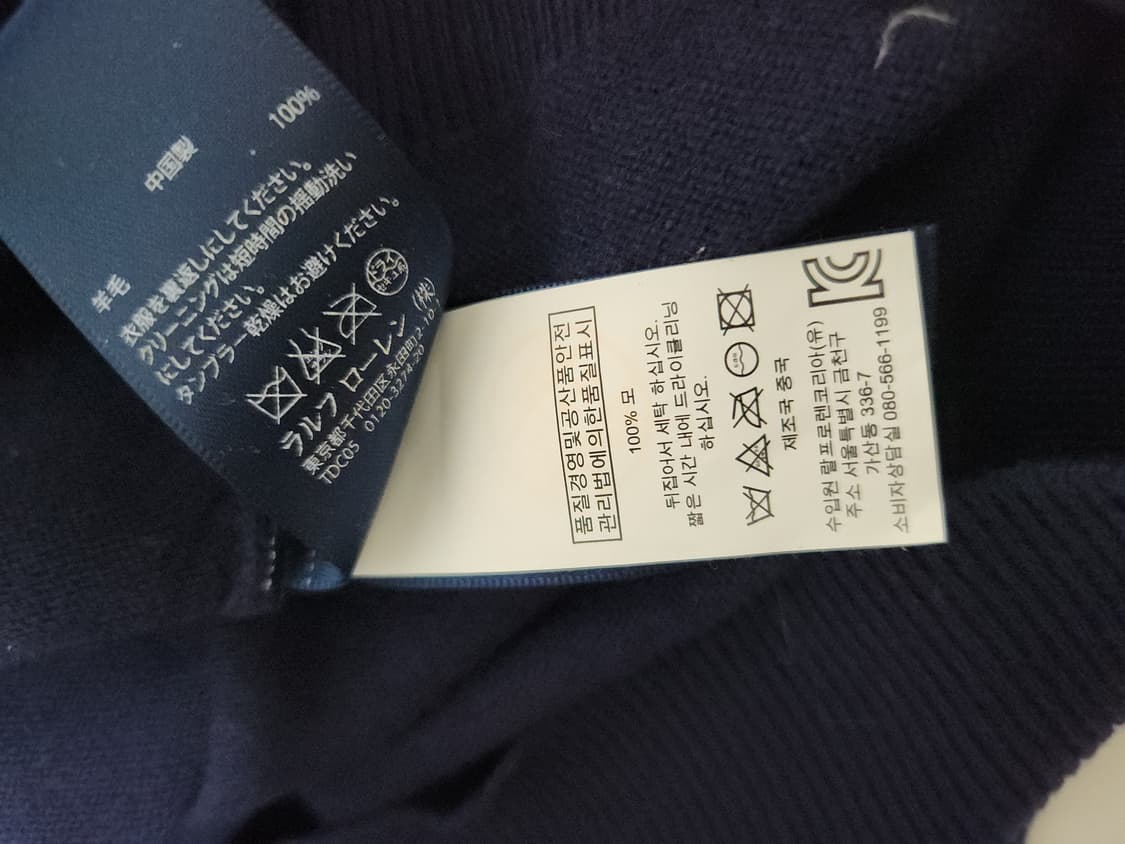 羊毛 100%
中国製
衣服を裏返しにしてください。
クリーニングは短時間の揺動洗い
にしてください。
タンブラー乾燥はお避けください。
ドライ
セキユ系
ラルフ ローレン (株)
東京都千代田区永田町2-10-
TDC05 0120-3274-20
품질경영및공산품안전
관리법에의한품질표시
100% 모
뒤집어서 세탁 하십시오.
짧은 시간 내에 드라이클리닝
하십시오.
제조국 중국
수입원 랄프로렌코리아(유)
주소 서울특별시 금천구
가산동 336-7
소비자상담실 080-566-1199